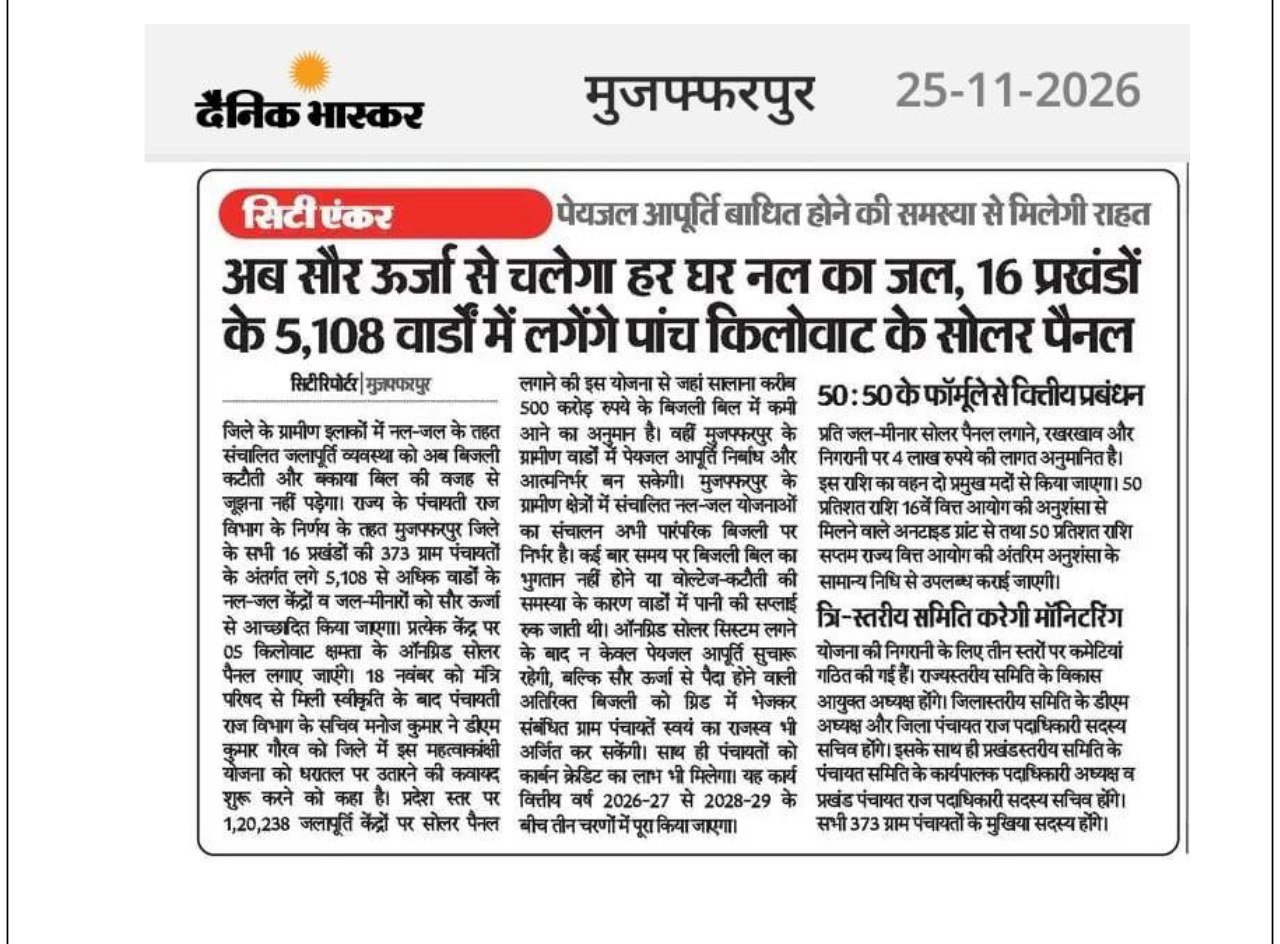 दैनिक भास्कर
मुजफ्फरपुर
25-11-2026
सिटी एंकर
पेयजल आपूर्ति बाधित होने की समस्या से मिलेगी राहत
अब सौर ऊर्जा से चलेगा हर घर नल का जल, 16 प्रखंडों
के 5,108 वार्डों में लगेंगे पांच किलोवाट के सोलर पैनल
सिटी रिपोर्टर | मुजफ्फरपुर
जिले के ग्रामीण इलाकों में नल-जल के तहत
संचालित जलापूर्ति व्यवस्था को अब बिजली
कटौती और बकाया बिल की वजह से
जूझना नहीं पड़ेगा। राज्य के पंचायती राज
विभाग के निर्णय के तहत मुजफ्फरपुर जिले
के सभी 16 प्रखंडों की 373 ग्राम पंचायतों
के अंतर्गत लगे 5,108 से अधिक वार्डों के
नल-जल केंद्रों व जल-मीनारों को सौर ऊर्जा
से आच्छादित किया जाएगा। प्रत्येक केंद्र पर
05 किलोवाट क्षमता के ऑनग्रिड सोलर
पैनल लगाए जाएंगे। 18 नवंबर को मंत्रि
परिषद से मिली स्वीकृति के बाद पंचायती
राज विभाग के सचिव मनोज कुमार ने डीएम
कुमार गौरव को जिले में इस महत्वाकांक्षी
योजना को धरातल पर उतारने की कवायद
शुरू करने को कहा है। प्रदेश स्तर पर
1,20,238 जलापूर्ति केंद्रों पर सोलर पैनल
लगाने की इस योजना से जहां सालाना करीब
500 करोड़ रुपये के बिजली बिल में कमी
आने का अनुमान है। वहीं मुजफ्फरपुर के
ग्रामीण वार्डों में पेयजल आपूर्ति निर्बाध और
आत्मनिर्भर बन सकेगी। मुजफ्फरपुर के
ग्रामीण क्षेत्रों में संचालित नल-जल योजनाओं
का संचालन अभी पारंपरिक बिजली पर
निर्भर है। कई बार समय पर बिजली बिल का
भुगतान नहीं होने या वोल्टेज-कटौती की
समस्या के कारण वार्डों में पानी की सप्लाई
रुक जाती थी। ऑनग्रिड सोलर सिस्टम लगने
के बाद न केवल पेयजल आपूर्ति सुचारू
रहेगी, बल्कि सौर ऊर्जा से पैदा होने वाली
अतिरिक्त बिजली को ग्रिड में भेजकर
संबंधित ग्राम पंचायतें स्वयं का राजस्व भी
अर्जित कर सकेंगी। साथ ही पंचायतों को
कार्बन क्रेडिट का लाभ भी मिलेगा। यह कार्य
वित्तीय वर्ष 2026-27 से 2028-29 के
बीच तीन चरणों में पूरा किया जाएगा।
50:50 के फॉर्मूले से वित्तीय प्रबंधन
प्रति जल-मीनार सोलर पैनल लगाने, रखरखाव और
निगरानी पर 4 लाख रुपये की लागत अनुमानित है।
इस राशि का वहन दो प्रमुख मदों से किया जाएगा। 50
प्रतिशत राशि 16वें वित्त आयोग की अनुशंसा से
मिलने वाले अनटाइड ग्रांट से तथा 50 प्रतिशत राशि
सप्तम राज्य वित्त आयोग की अंतरिम अनुशंसा के
सामान्य निधि से उपलब्ध कराई जाएगी।
त्रि-स्तरीय समिति करेगी मॉनिटरिंग
योजना की निगरानी के लिए तीन स्तरों पर कमेटियां
गठित की गई हैं। राज्यस्तरीय समिति के विकास
आयुक्त अध्यक्ष होंगे। जिलास्तरीय समिति के डीएम
अध्यक्ष और जिला पंचायत राज पदाधिकारी सदस्य
सचिव होंगे। इसके साथ ही प्रखंडस्तरीय समिति के
पंचायत समिति के कार्यपालक पदाधिकारी अध्यक्ष व
प्रखंड पंचायत राज पदाधिकारी सदस्य सचिव होंगे।
सभी 373 ग्राम पंचायतों के मुखिया सदस्य होंगे।